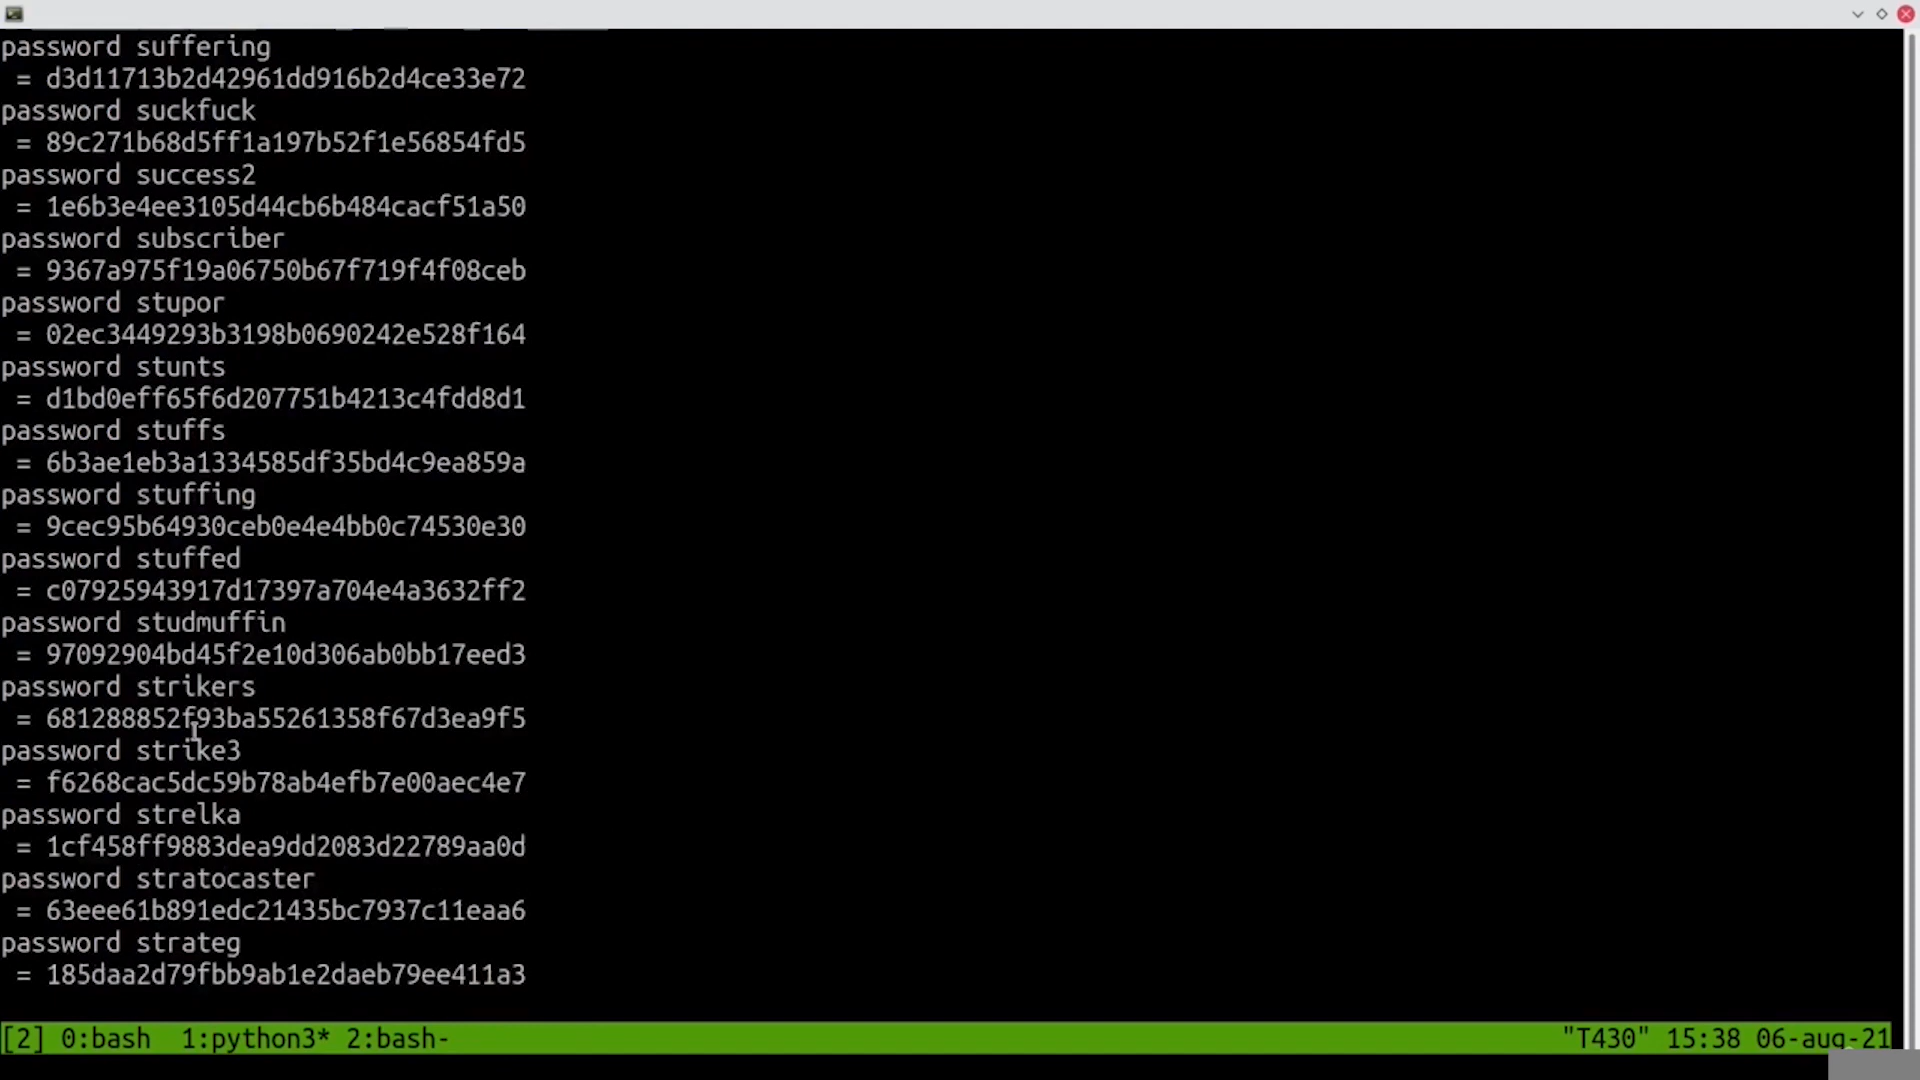 password suffering
= d3d11713b2d42961dd916b2d4ce33e72
password suckfuck
= 89c271b68d5ff1a197b52f1e56854fd5
password success2
= 1e6b3e4ee3105d44cb6b484cacf51a50
password subscriber
= 9367a975f19a06750b67f719f4f08ceb
password stupor
= 02ec3449293b3198b0690242e528f164
password stunts
= d1bd0eff65f6d207751b4213c4fdd8d1
password stuffs
= 6b3ae1eb3a1334585df35bd4c9ea859a
password stuffing
= 9cec95b64930ceb0e4e4bb0c74530e30
password stuffed
= c07925943917d17397a704e4a3632ff2
password studmuffin
= 97092904bd45f2e10d306ab0bb17eed3
password strikers
= 681288852f93ba55261358f67d3ea9f5
password strike3
= f6268cac5dc59b78ab4efb7e00aec4e7
password strelka
= 1cf458ff9883dea9dd2083d22789aa0d
password stratocaster
= 63eee61b891edc21435bc7937c11eaa6
password strateg
= 185daa2d79fbb9ab1e2daeb79ee411a3
[2] 0:bash 1:python3* 2:bash- "T430" 15:38 06-aug-21